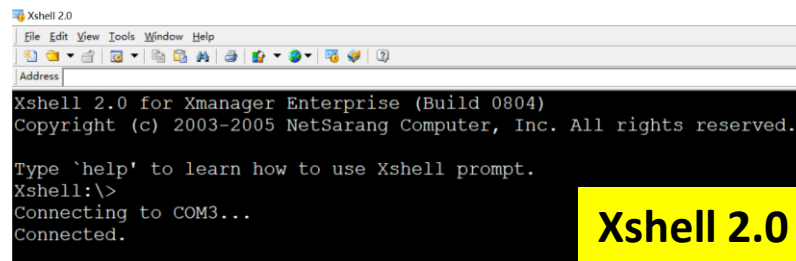 Xshell 2.0
File Edit View Tools Window Help
Address
Xshell 2.0 for Xmanager Enterprise (Build 0804)
Copyright (c) 2003-2005 NetSarang Computer, Inc. All rights reserved.
Type `help' to learn how to use Xshell prompt.
Xshell:\>
Connecting to COM3...
Connected.
Xshell 2.0